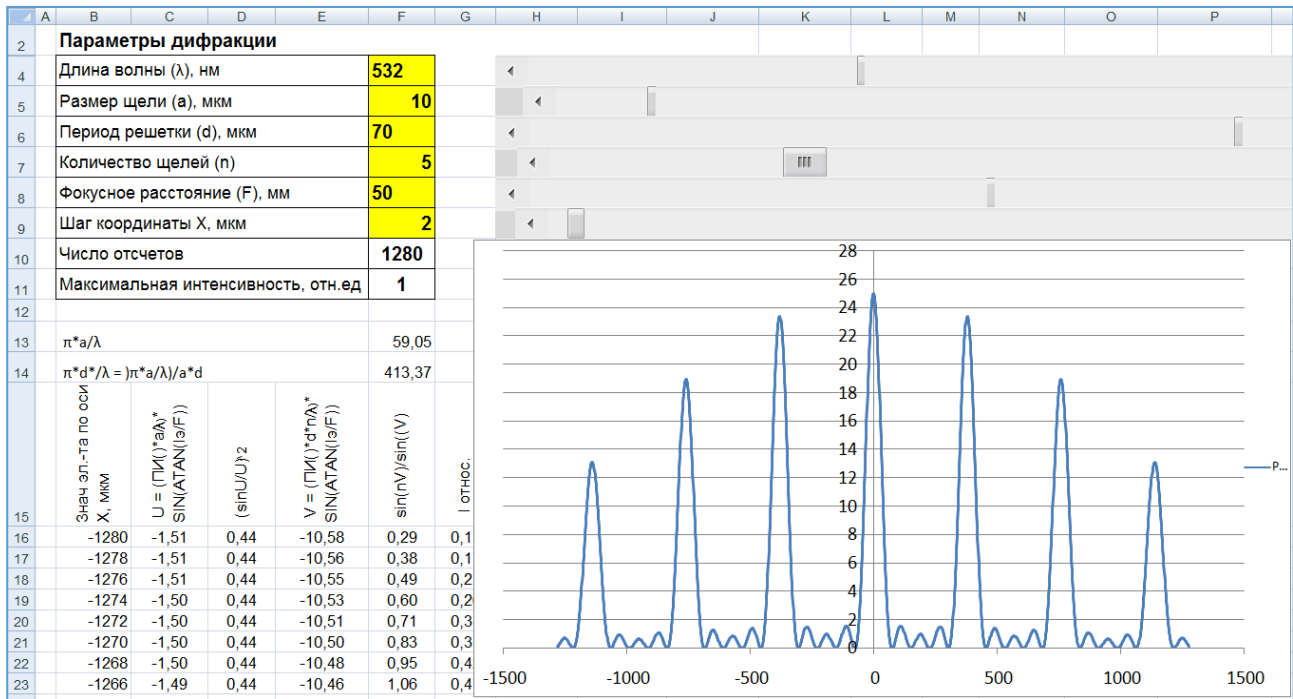 A B C D E F G H I J K L M N O P
2 Параметры дифракции
4 Длина волны (λ), нм 532
5 Размер щели (a), мкм 10
6 Период решетки (d), мкм 70
7 Количество щелей (n) 5
8 Фокусное расстояние (F), мм 50
9 Шаг координаты X, мкм 2
10 Число отсчетов 1280
11 Максимальная интенсивность, отн.ед 1
12
13 π*a/λ 59,05
14 π*d*/λ = )π*a/λ)/a*d 413,37
15
Знач эл.-та по оси
X, мкм
U = (ПИ()*a/λ)*
SIN(ATAN(Iэ/F))
(sinU/U)^2
V = (ПИ()*d*n/λ)*
SIN(ATAN(Iэ/F))
sin(nV)/sin((V)
I относ.
16 -1280 -1,51 0,44 -10,58 0,29 0,1
17 -1278 -1,51 0,44 -10,56 0,38 0,1
18 -1276 -1,51 0,44 -10,55 0,49 0,2
19 -1274 -1,50 0,44 -10,53 0,60 0,2
20 -1272 -1,50 0,44 -10,51 0,71 0,3
21 -1270 -1,50 0,44 -10,50 0,83 0,3
22 -1268 -1,50 0,44 -10,48 0,95 0,4
23 -1266 -1,49 0,44 -10,46 1,06 0,4
28
26
24
22
20
18
16
14
12
10
8
6
4
2
0
-1500 -1000 -500 0 500 1000 1500
Р...